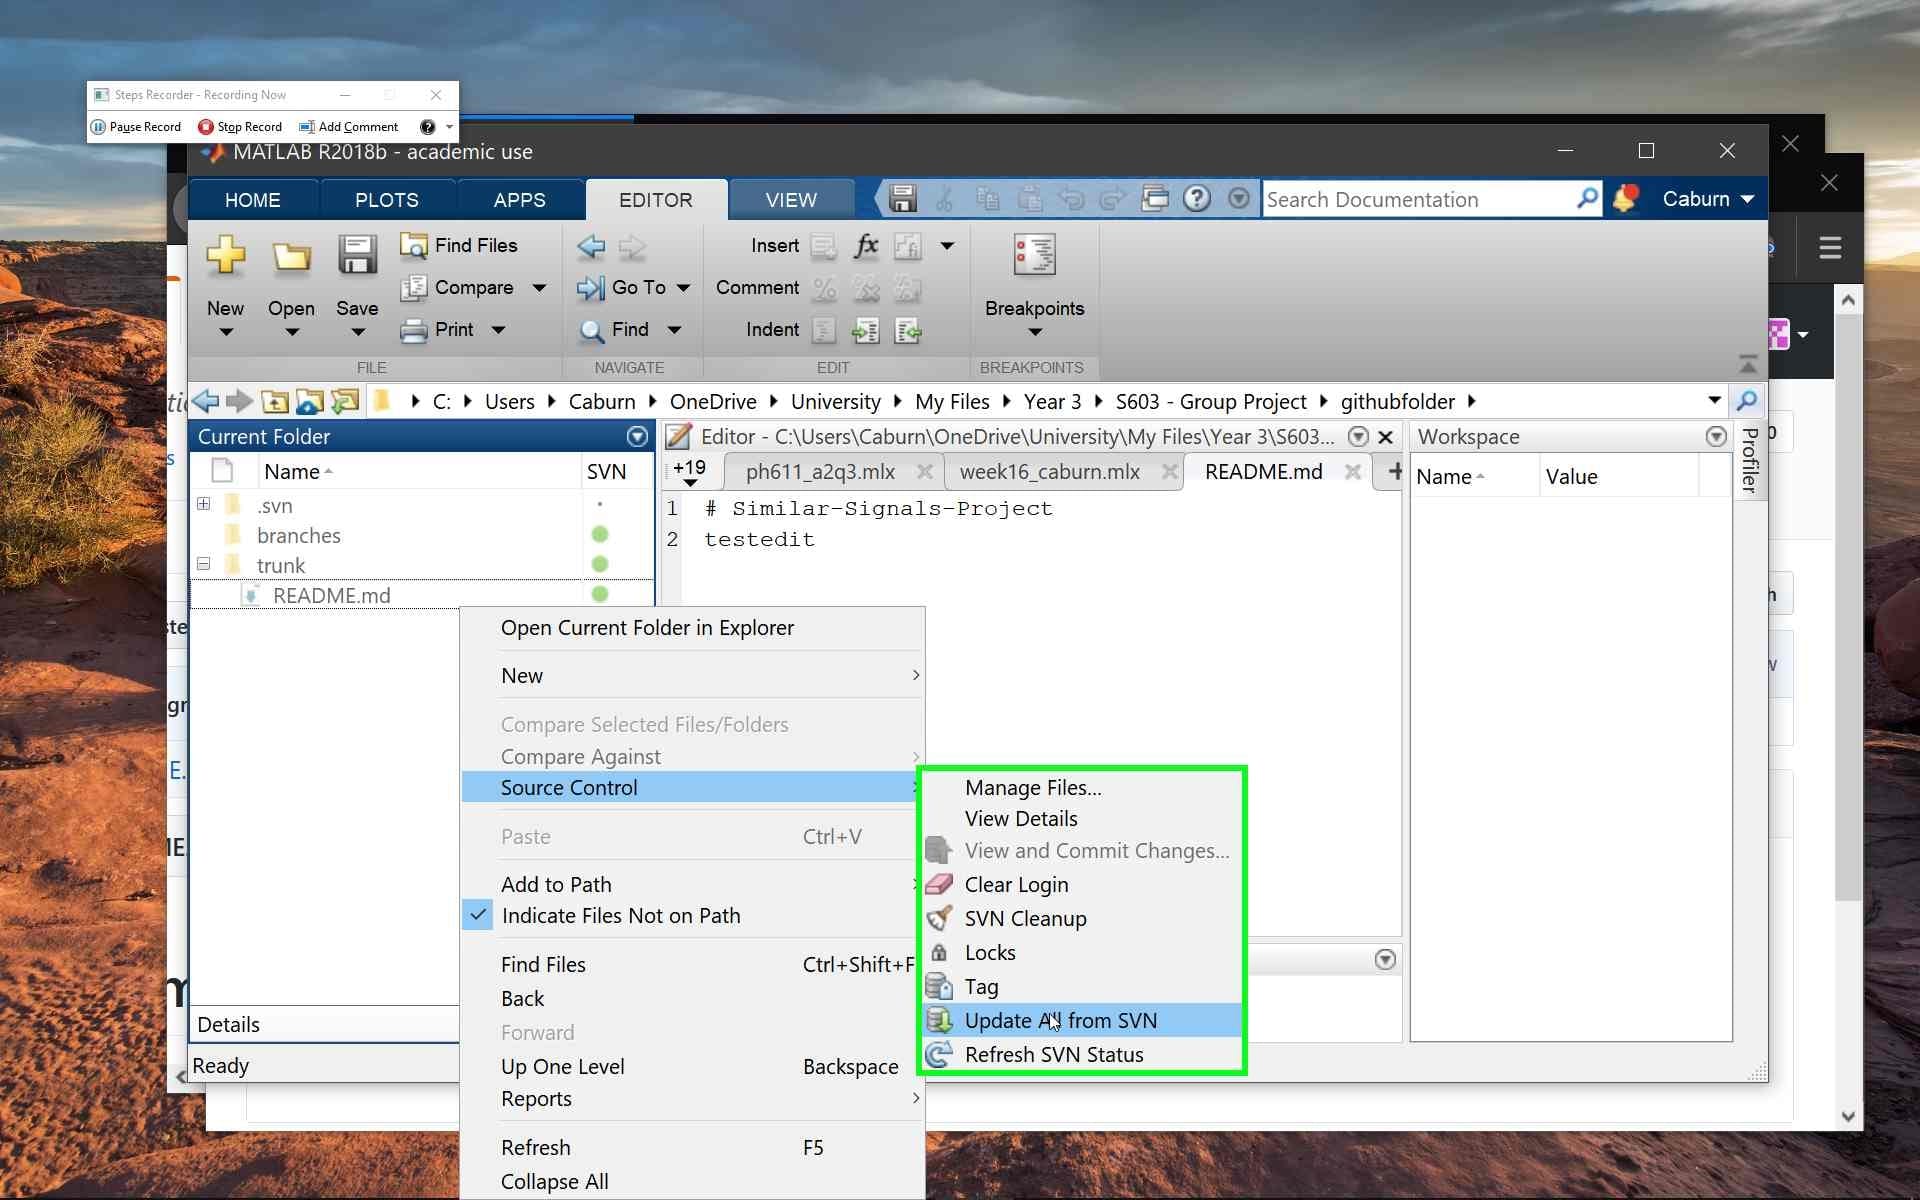 Steps Recorder - Recording Now
Pause Record
Stop Record
Add Comment
MATLAB R2018b - academic use
HOME
PLOTS
APPS
EDITOR
VIEW
Search Documentation
Caburn
New
Open
Save
Find Files
Compare
Print
FILE
Go To
Find
NAVIGATE
Insert
fx
fi
Comment
Indent
EDIT
Breakpoints
BREAKPOINTS
C: Users Caburn OneDrive University My Files Year 3 S603 - Group Project githubfolder
Current Folder
Name
SVN
.svn
branches
trunk
README.md
Details
Ready
Editor - C:\Users\Caburn\OneDrive\University\My Files\Year 3\S603...
+19
ph611_a2q3.mlx
week16_caburn.mlx
README.md
1 # Similar-Signals-Project
2 testedit
Workspace
Name
Value
Profiler
Open Current Folder in Explorer
New
Compare Selected Files/Folders
Compare Against
Source Control
Paste Ctrl+V
Add to Path
Indicate Files Not on Path
Find Files Ctrl+Shift+F
Back
Forward
Up One Level Backspace
Reports
Refresh F5
Collapse All
Manage Files...
View Details
View and Commit Changes...
Clear Login
SVN Cleanup
Locks
Tag
Update All from SVN
Refresh SVN Status